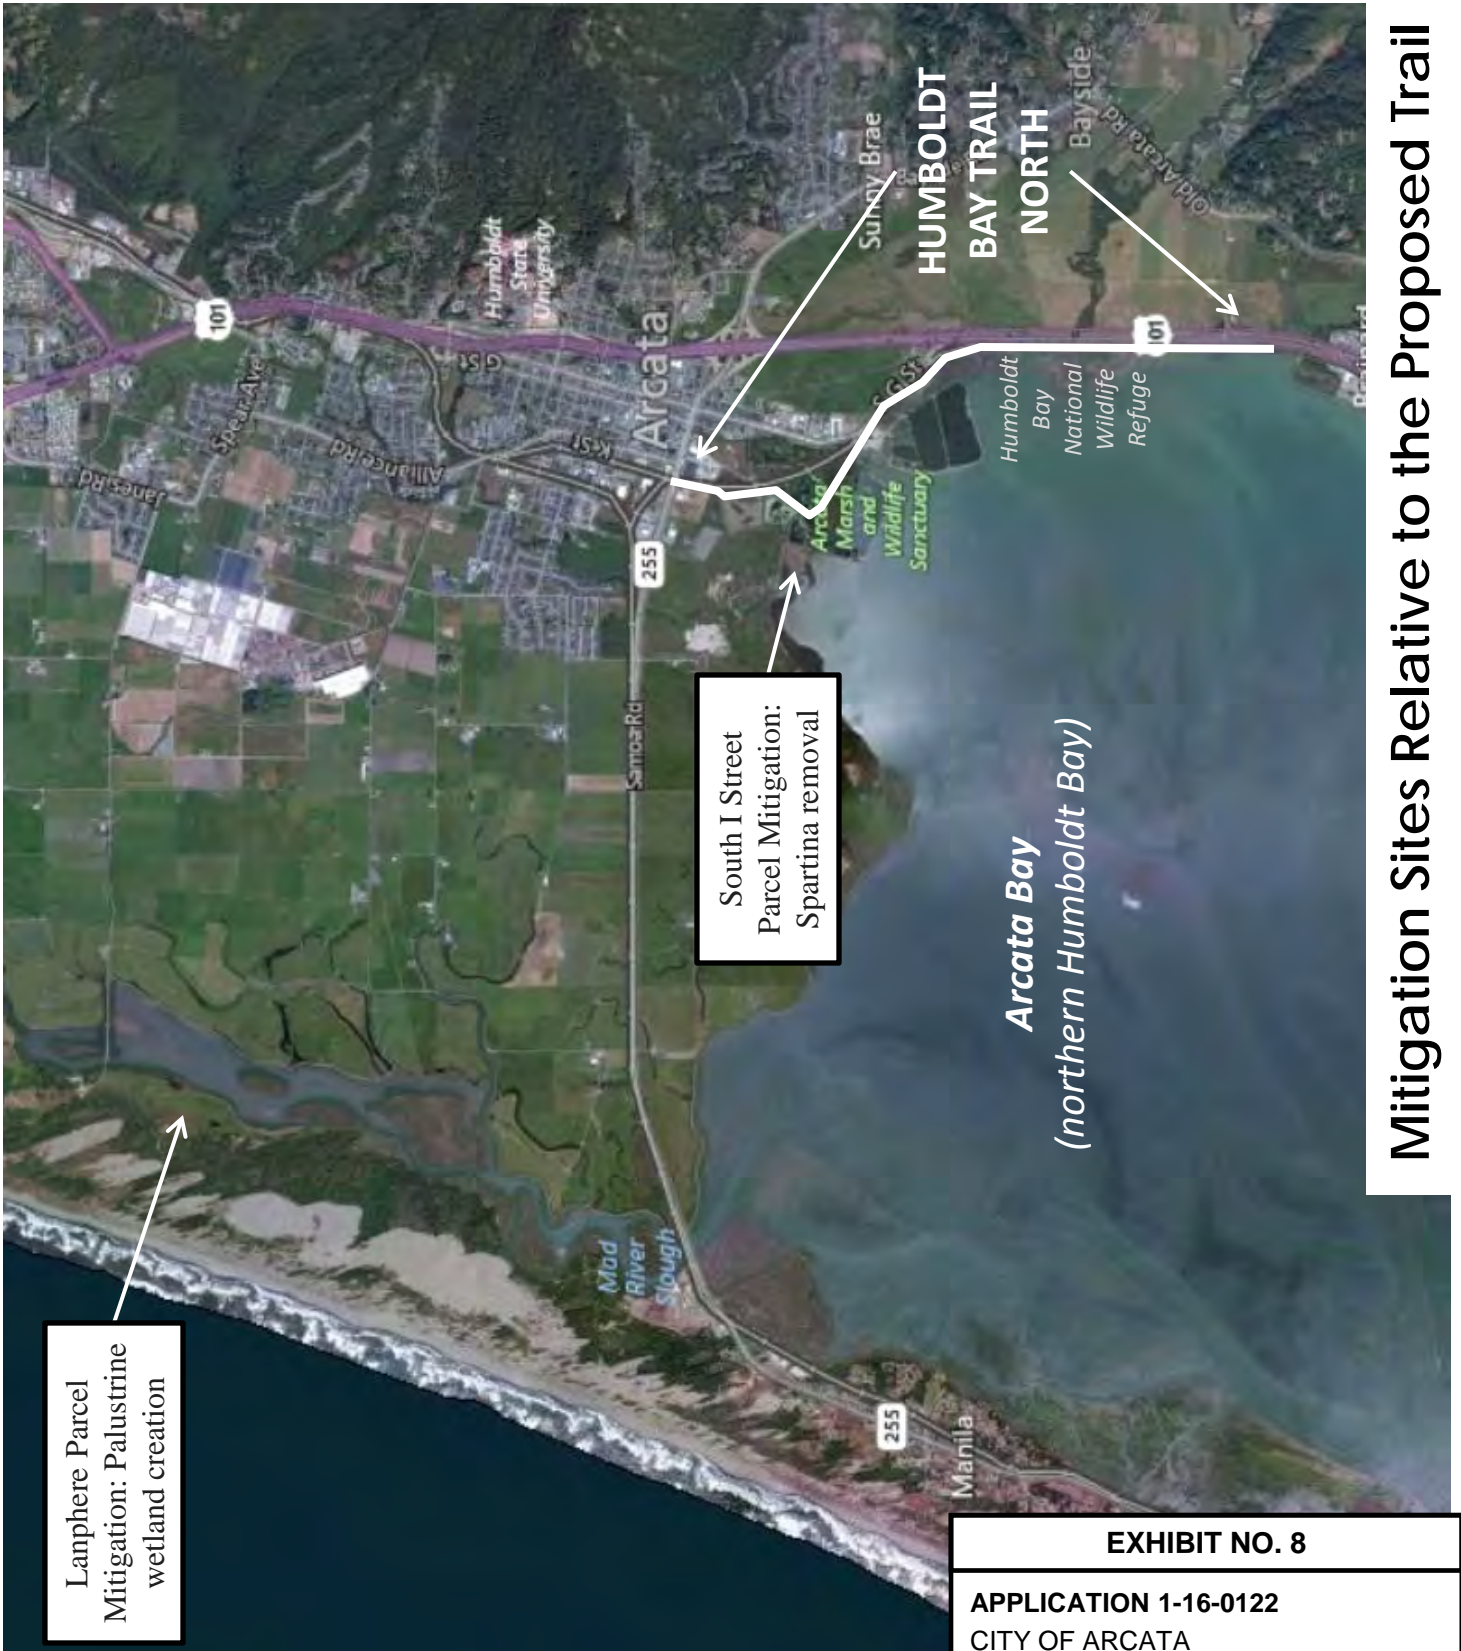 Mitigation Sites Relative to the Proposed Trail
Lanphere Parcel
Mitigation: Palustrine
wetland creation
South I Street
Parcel Mitigation:
Spartina removal
HUMBOLDT
BAY TRAIL
NORTH
Arcata Bay
(northern Humboldt Bay)
Humboldt
Bay
National
Wildlife
Refuge
Arcata
Marsh
and
Wildlife
Sanctuary
Mad
River
Slough
Humboldt
State
University
Arcata
Sunny Brae
Bayside
Old Arcata Rd
Manila
Samoa Rd
Janes Rd
Spear Ave
Alliance Rd
K St
G St
S G St
101
101
255
255
EXHIBIT NO. 8
APPLICATION 1-16-0122
CITY OF ARCATA